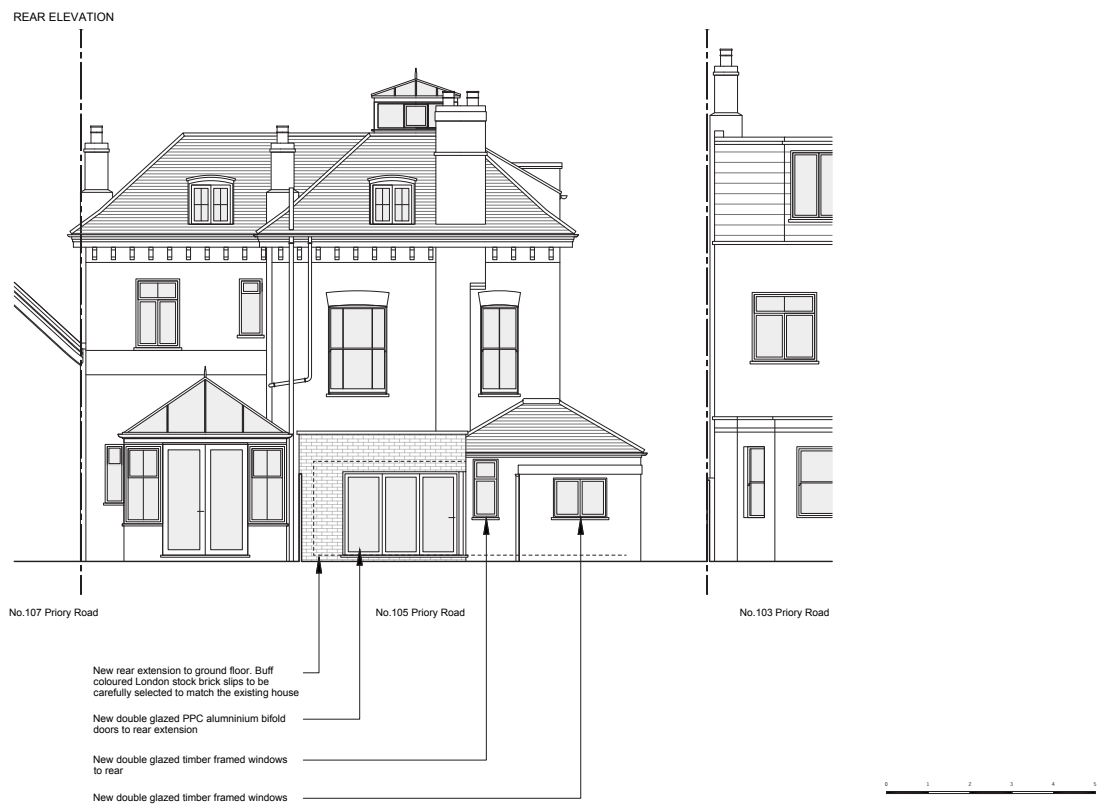 REAR ELEVATION
No.107 Priory Road
No.105 Priory Road
No.103 Priory Road
New rear extension to ground floor. Buff
coloured London stock brick slips to be
carefully selected to match the existing house
New double glazed PPC alumninium bifold
doors to rear extension
New double glazed timber framed windows
to rear
New double glazed timber framed windows
0 1 2 3 4 5